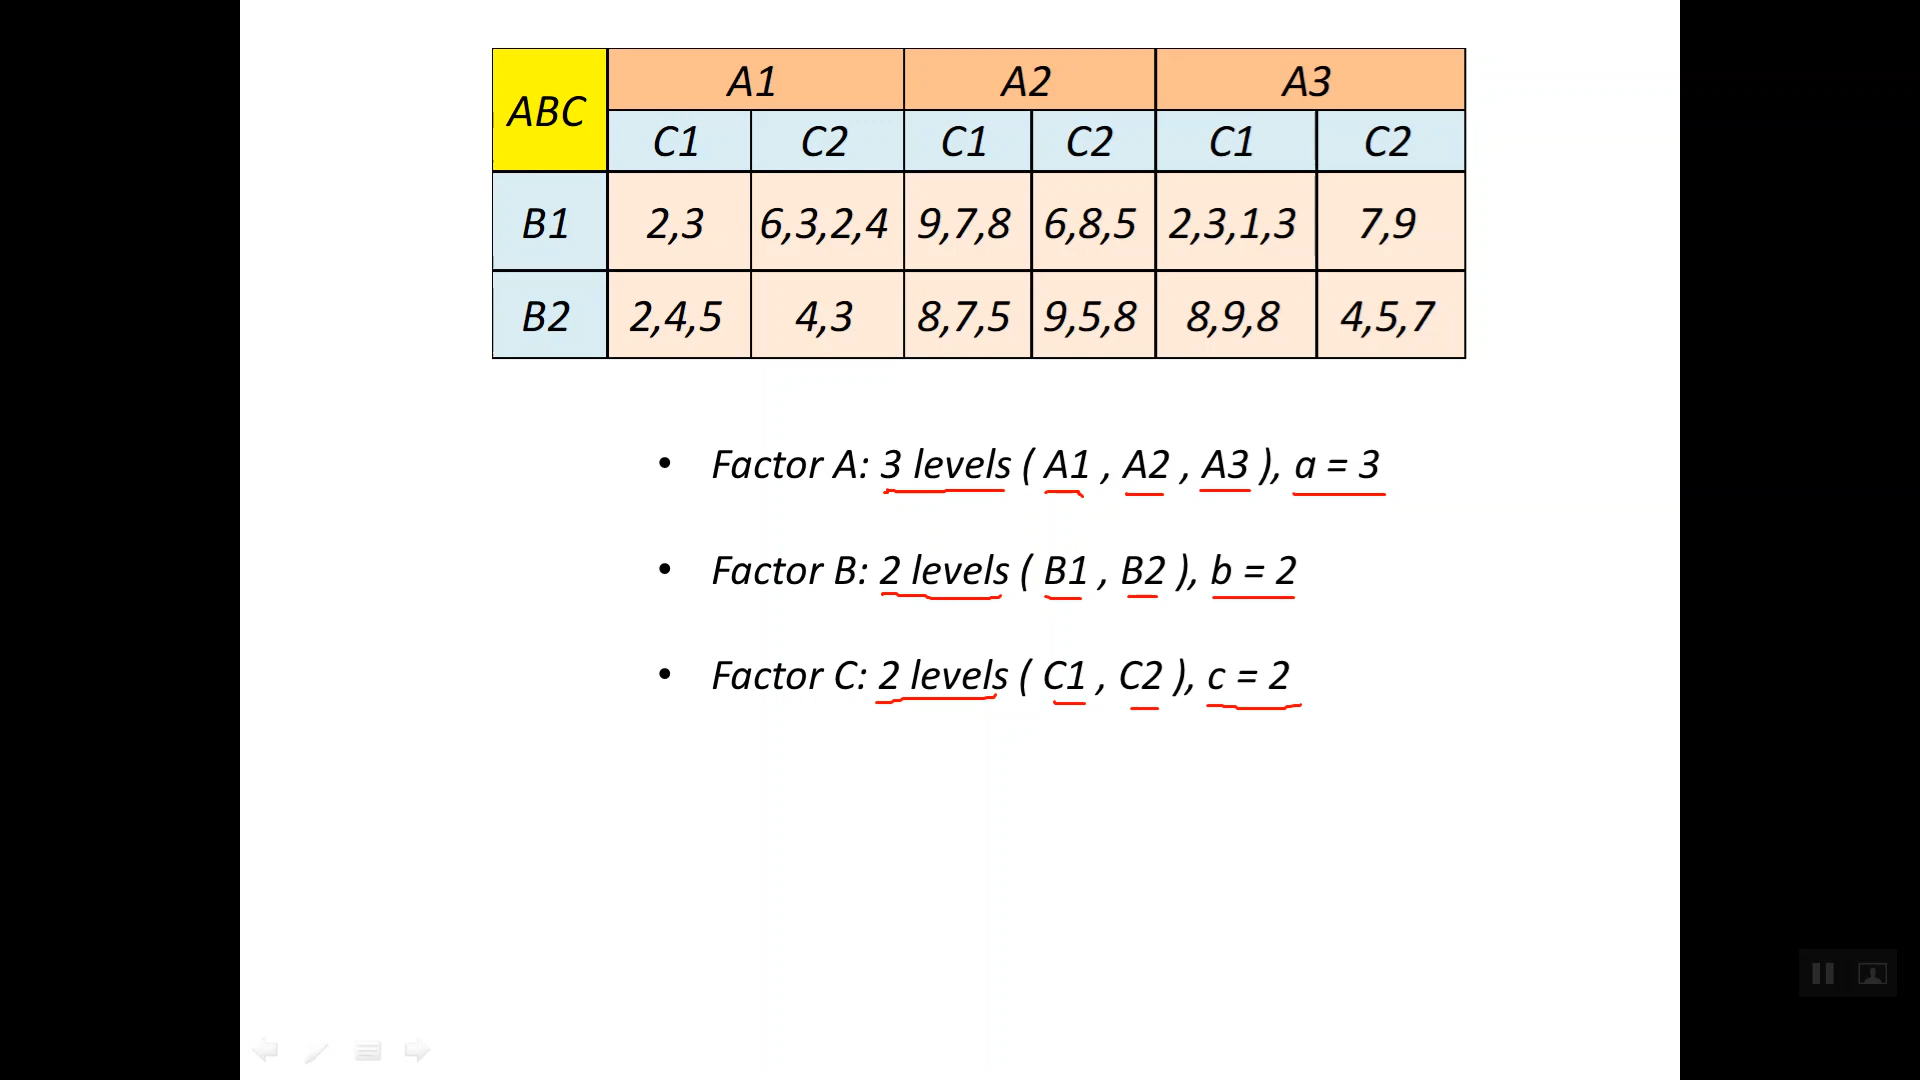 ABC A1 A2 A3
C1 C2 C1 C2 C1 C2
B1 2,3 6,3,2,4 9,7,8 6,8,5 2,3,1,3 7,9
B2 2,4,5 4,3 8,7,5 9,5,8 8,9,8 4,5,7
• Factor A: 3 levels ( A1 , A2 , A3 ), a = 3
• Factor B: 2 levels ( B1 , B2 ), b = 2
• Factor C: 2 levels ( C1 , C2 ), c = 2